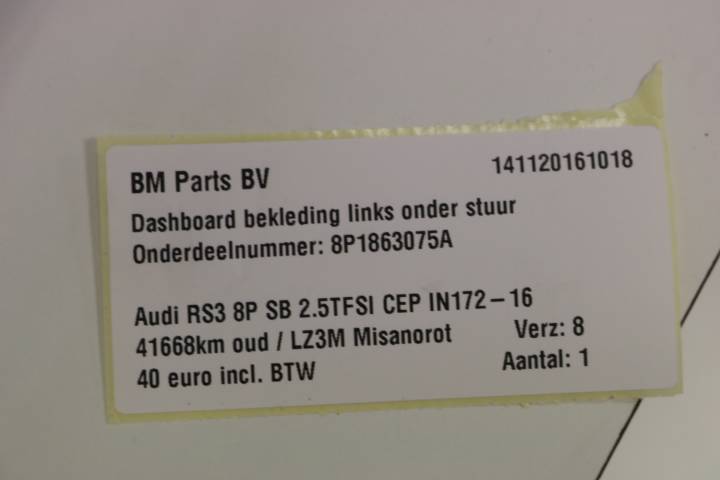 BM Parts BV 141120161018
Dashboard bekleding links onder stuur
Onderdeelnummer: 8P1863075A
Audi RS3 8P SB 2.5TFSI CEP IN172-16
41668km oud / LZ3M Misanorot Verz: 8
40 euro incl. BTW Aantal: 1